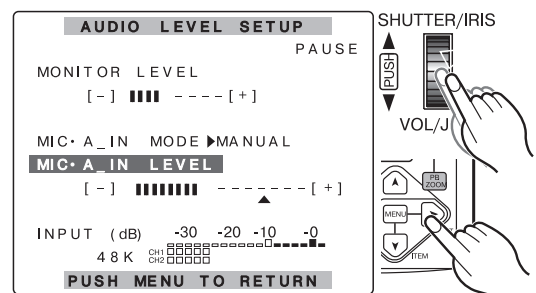 AUDIO LEVEL SETUP
PAUSE
MONITOR LEVEL
[-] ---- [+]
MIC• A_IN MODE ▶MANUAL
MIC• A_IN LEVEL
[-] ------- [+]
INPUT (dB) -30 -20 -10 -0
48K CH1
CH2
PUSH MENU TO RETURN
SHUTTER/IRIS
PUSH
VOL/J
PB
ZOOM
MENU
ITEM